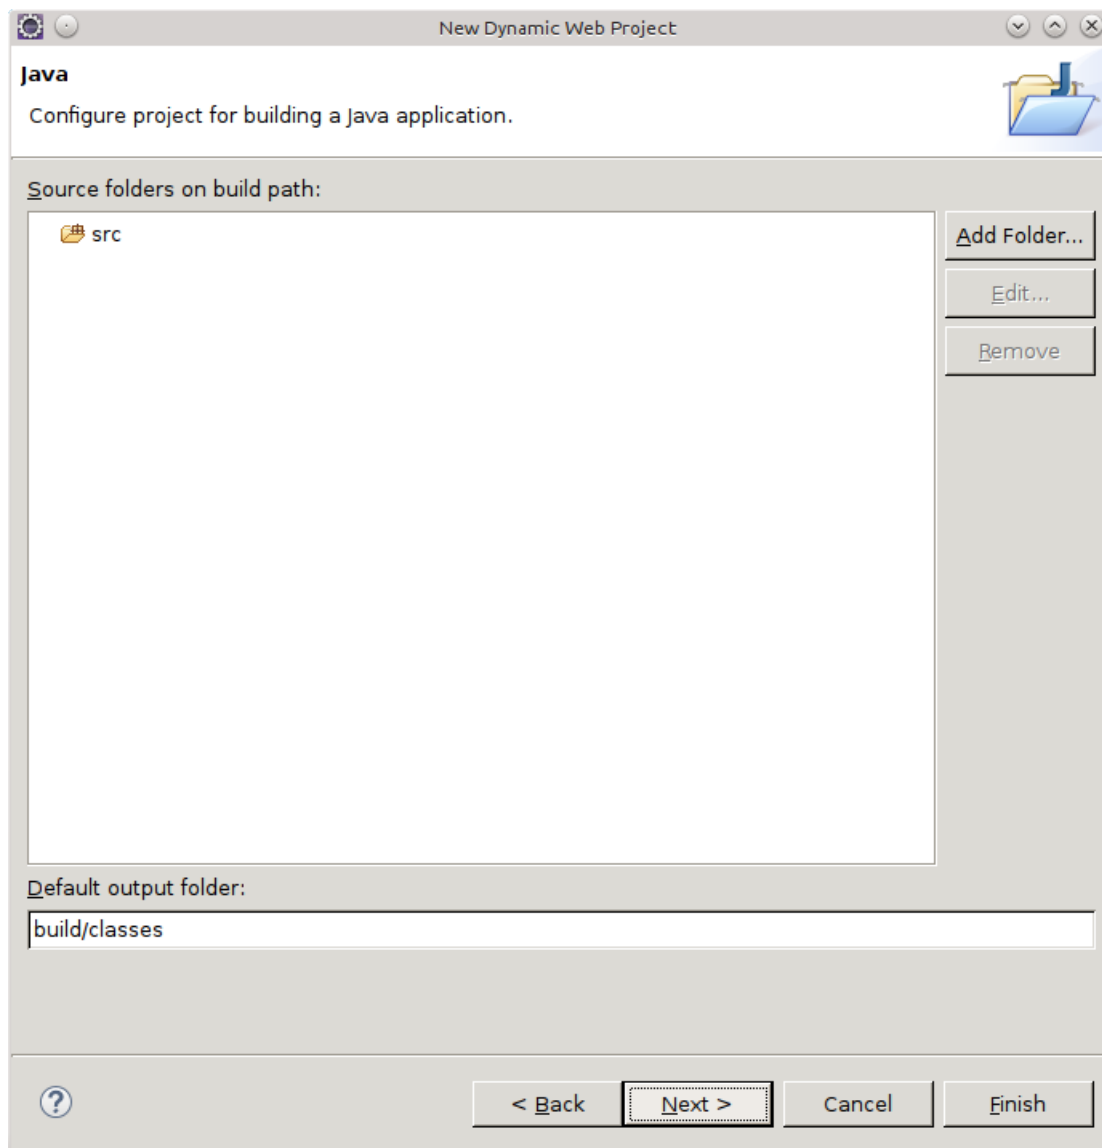 New Dynamic Web Project
Java
Configure project for building a Java application.
Source folders on build path:
src
Add Folder...
Edit...
Remove
Default output folder:
build/classes
?
< Back
Next >
Cancel
Finish